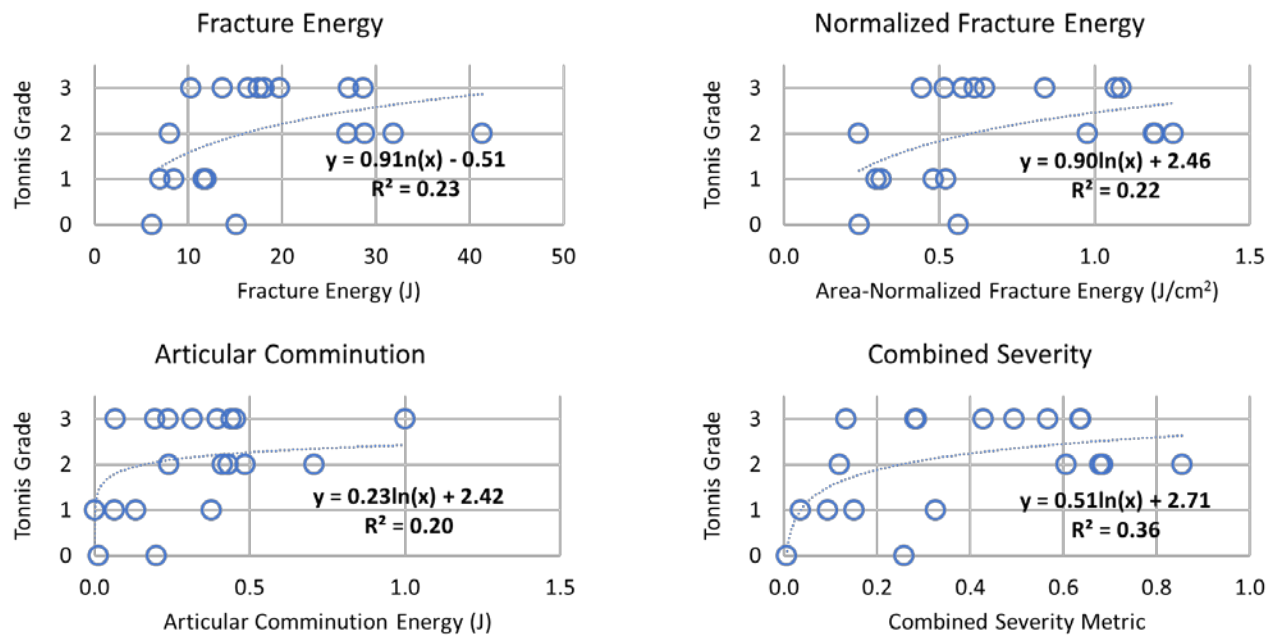 Fracture Energy
Tonnis Grade
3
2
1
0
y = 0.91ln(x) - 0.51
R² = 0.23
0 10 20 30 40 50
Fracture Energy (J)
Normalized Fracture Energy
Tonnis Grade
3
2
1
0
y = 0.90ln(x) + 2.46
R² = 0.22
0.0 0.5 1.0 1.5
Area-Normalized Fracture Energy (J/cm²)
Articular Comminution
Tonnis Grade
3
2
1
0
y = 0.23ln(x) + 2.42
R² = 0.20
0.0 0.5 1.0 1.5
Articular Comminution Energy (J)
Combined Severity
Tonnis Grade
3
2
1
0
y = 0.51ln(x) + 2.71
R² = 0.36
0.0 0.2 0.4 0.6 0.8 1.0
Combined Severity Metric